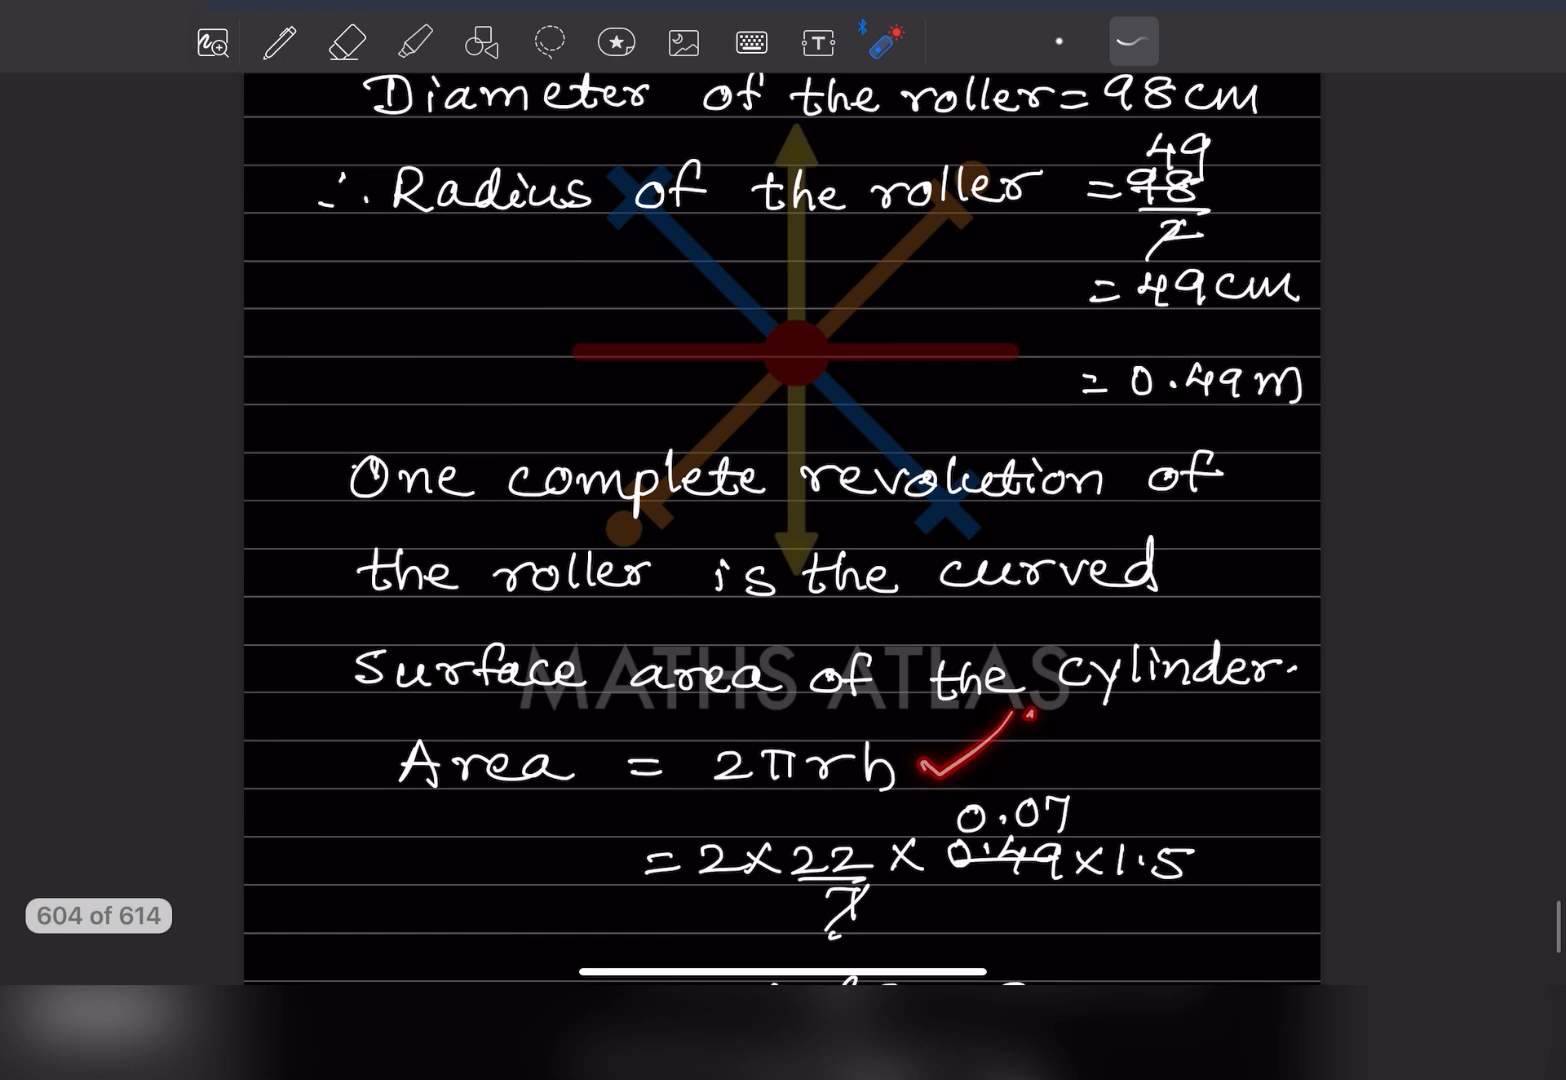 Diameter of the roller = 98 cm
49
∴ Radius of the roller = 98
2
= 49 cm
= 0.49 m
One complete revolution of
the roller is the curved
surface area of the cylinder.
MATHS ATLAS
Area = 2πrh ✓
0.07
= 2 × 22 × 0.49 × 1.5
7
604 of 614